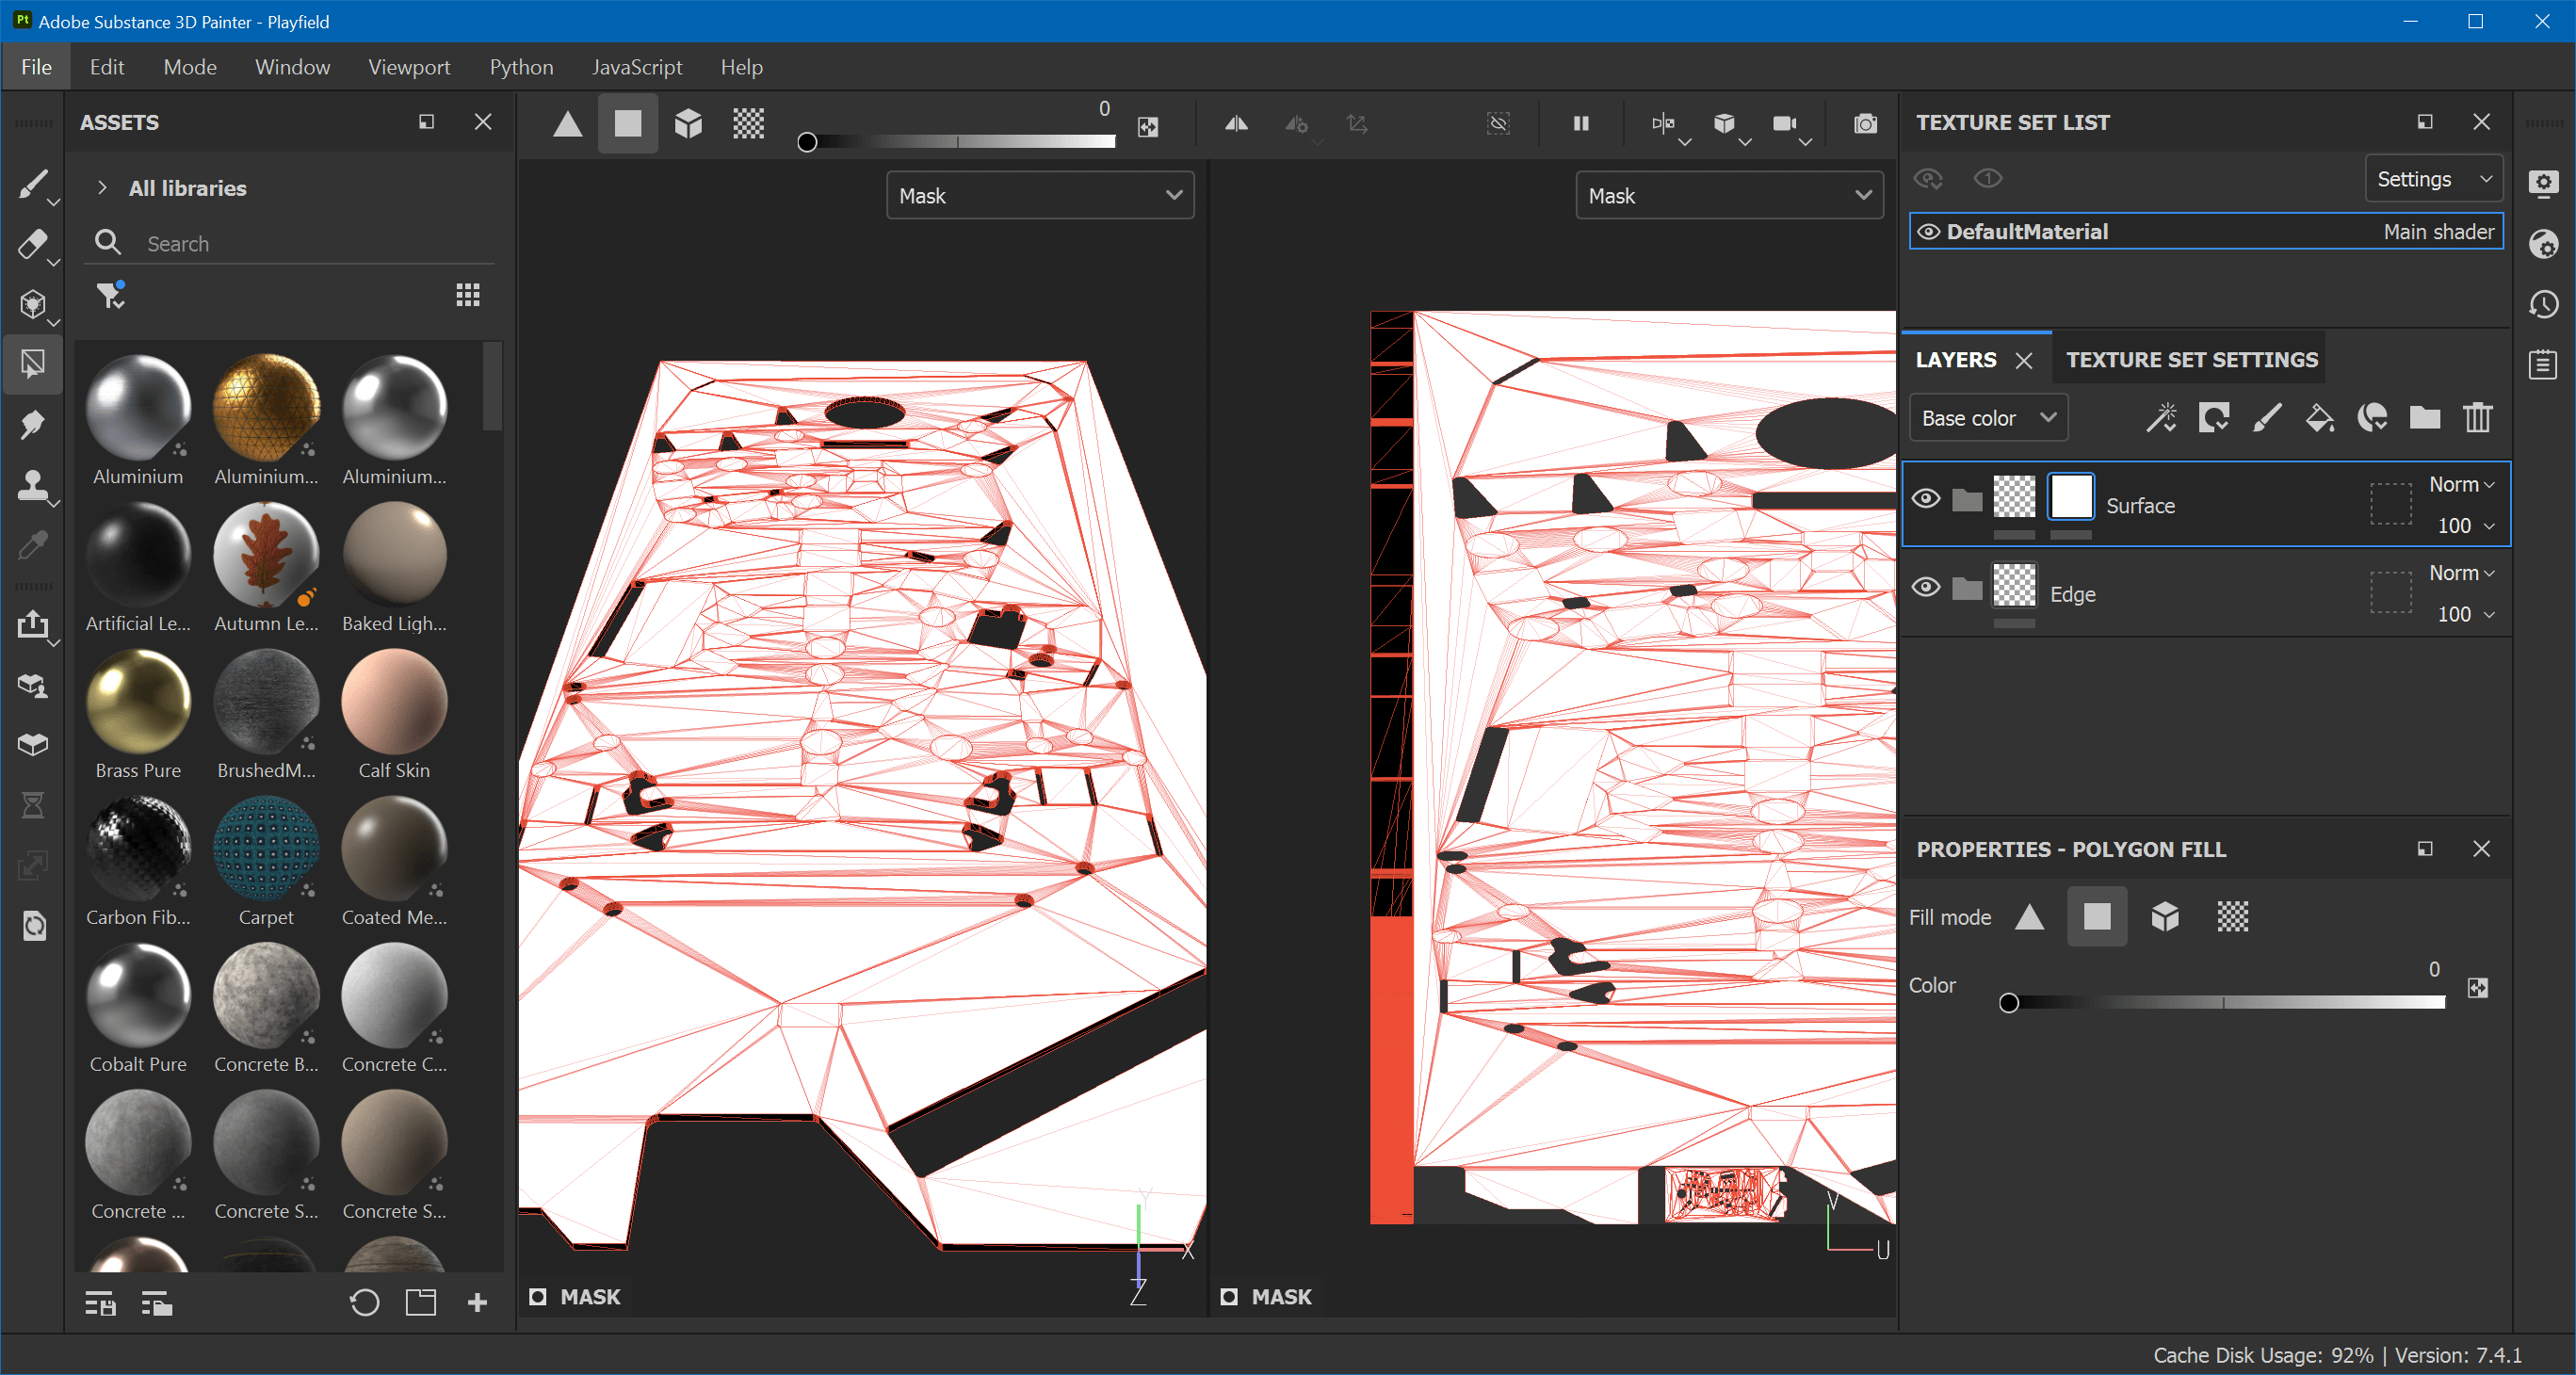 Pt Adobe Substance 3D Painter - Playfield
File Edit Mode Window Viewport Python JavaScript Help
ASSETS
All libraries
Search
Aluminium Aluminium... Aluminium...
Artificial Le... Autumn Le... Baked Ligh...
Brass Pure BrushedM... Calf Skin
Carbon Fib... Carpet Coated Me...
Cobalt Pure Concrete B... Concrete C...
Concrete ... Concrete S... Concrete S...
0
Mask
Y
X
Z
MASK
Mask
V
U
MASK
TEXTURE SET LIST
1
Settings
DefaultMaterial Main shader
LAYERS TEXTURE SET SETTINGS
Base color
Surface
Norm
100
Edge
Norm
100
PROPERTIES - POLYGON FILL
Fill mode
Color 0
Cache Disk Usage: 92% | Version: 7.4.1